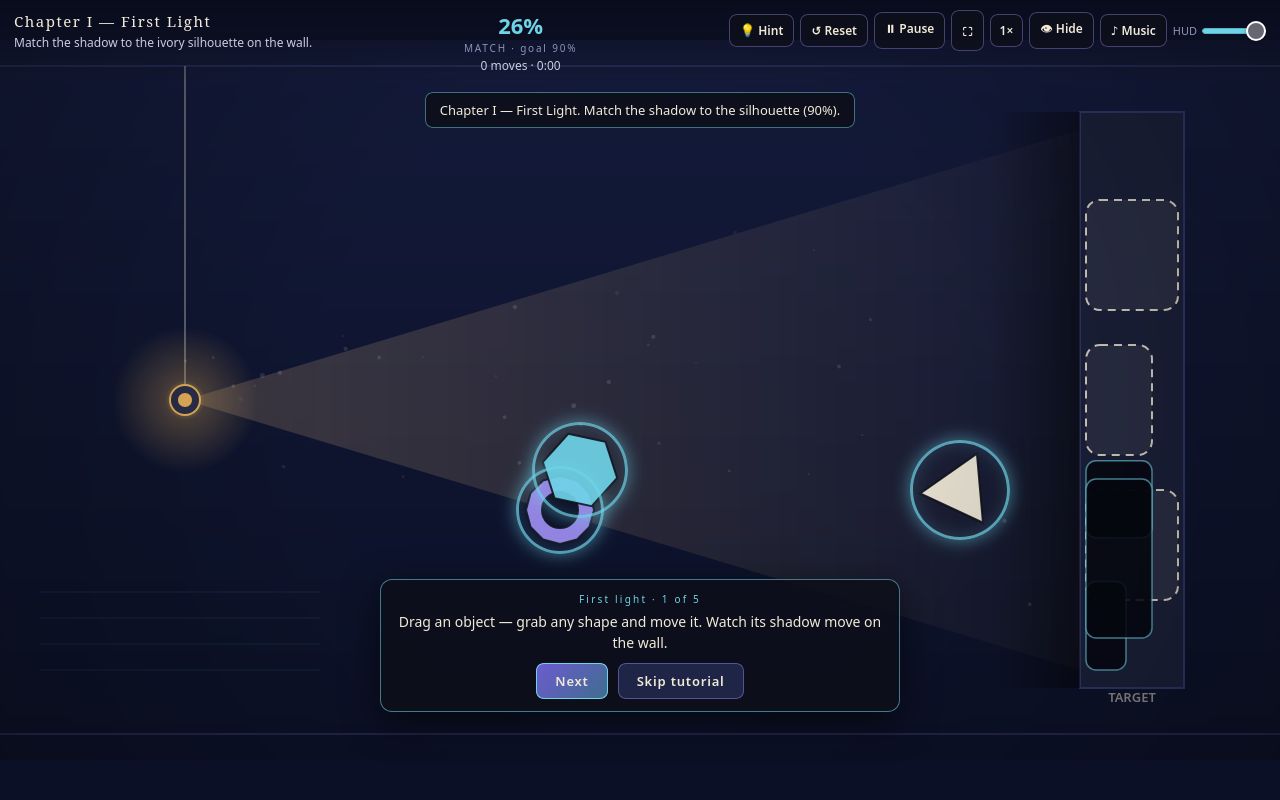 Chapter I — First Light
Match the shadow to the ivory silhouette on the wall.
26%
MATCH · goal 90%
0 moves · 0:00
💡 Hint
↺ Reset
⏸ Pause
⛶
1×
👁 Hide
♪ Music
HUD
Chapter I — First Light. Match the shadow to the silhouette (90%).
First light · 1 of 5
Drag an object — grab any shape and move it. Watch its shadow move on
the wall.
Next
Skip tutorial
TARGET